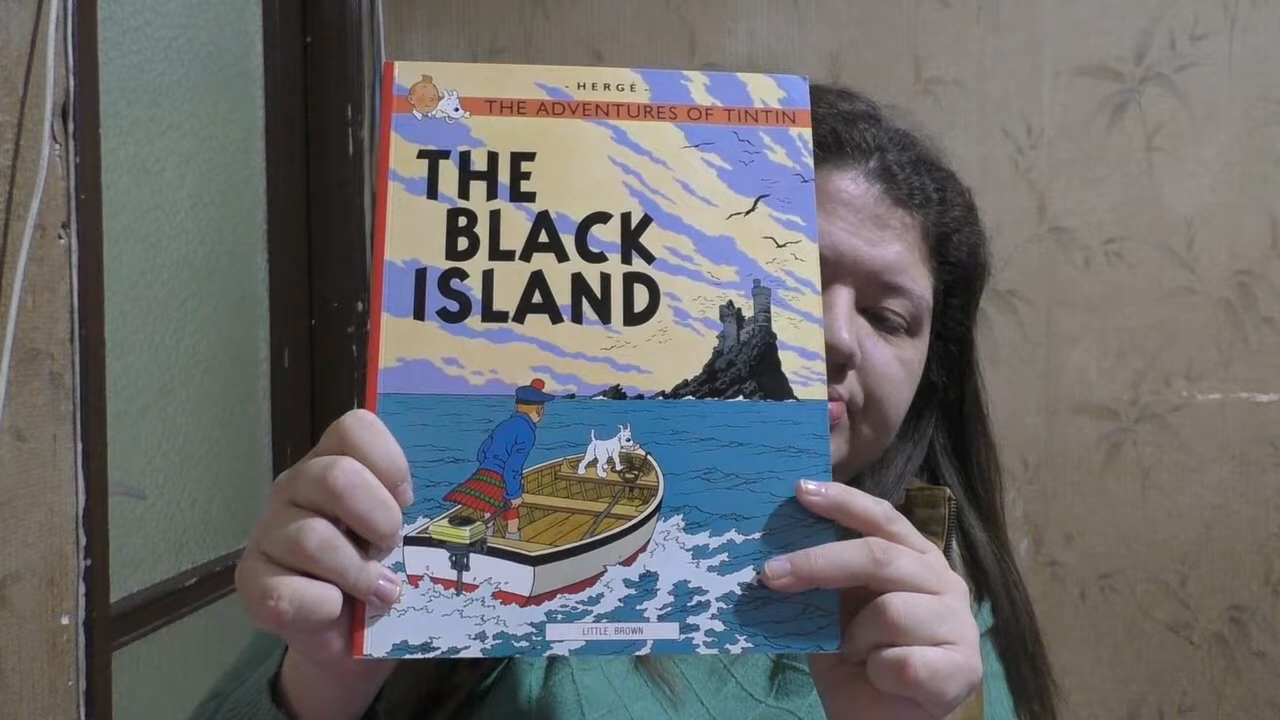 - HERGÉ -
THE ADVENTURES OF TINTIN
THE
BLACK
ISLAND
LITTLE, BROWN